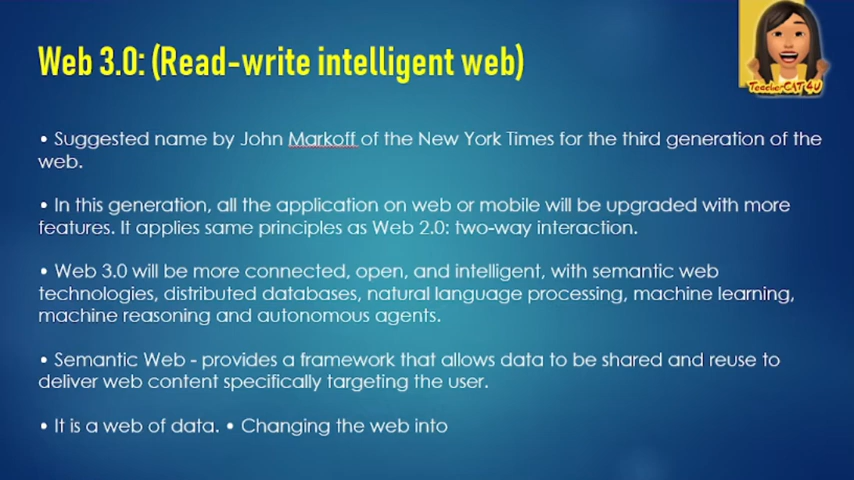 Web 3.0: (Read-write intelligent web)
TeacherCAT 4U
• Suggested name by John Markoff of the New York Times for the third generation of the
web.
• In this generation, all the application on web or mobile will be upgraded with more
features. It applies same principles as Web 2.0: two-way interaction.
• Web 3.0 will be more connected, open, and intelligent, with semantic web
technologies, distributed databases, natural language processing, machine learning,
machine reasoning and autonomous agents.
• Semantic Web - provides a framework that allows data to be shared and reuse to
deliver web content specifically targeting the user.
• It is a web of data. • Changing the web into